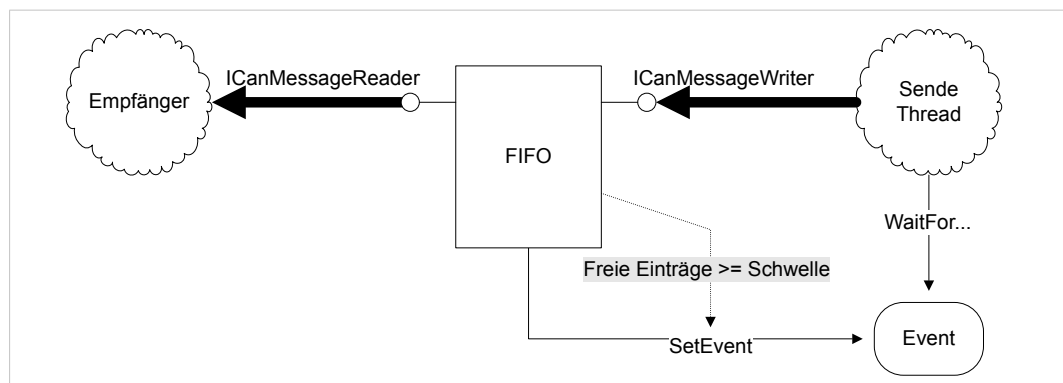 ICanMessageReader
ICanMessageWriter
Empfänger
Sende
Thread
FIFO
WaitFor...
Freie Einträge >= Schwelle
SetEvent
Event